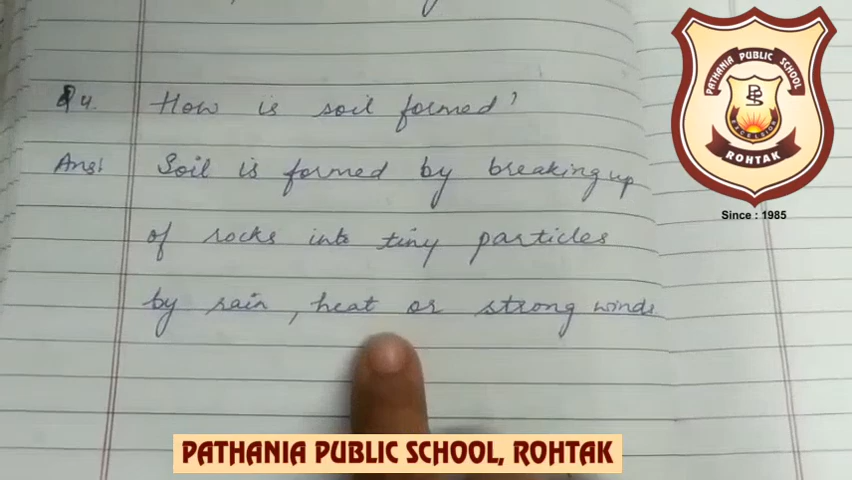 Q4. How is soil formed?
Ans! Soil is formed by breaking up
of rocks into tiny particles
by rain, heat or strong winds
PATHANIA PUBLIC SCHOOL
EXCELSIOR
ROHTAK
Since : 1985
PATHANIA PUBLIC SCHOOL, ROHTAK